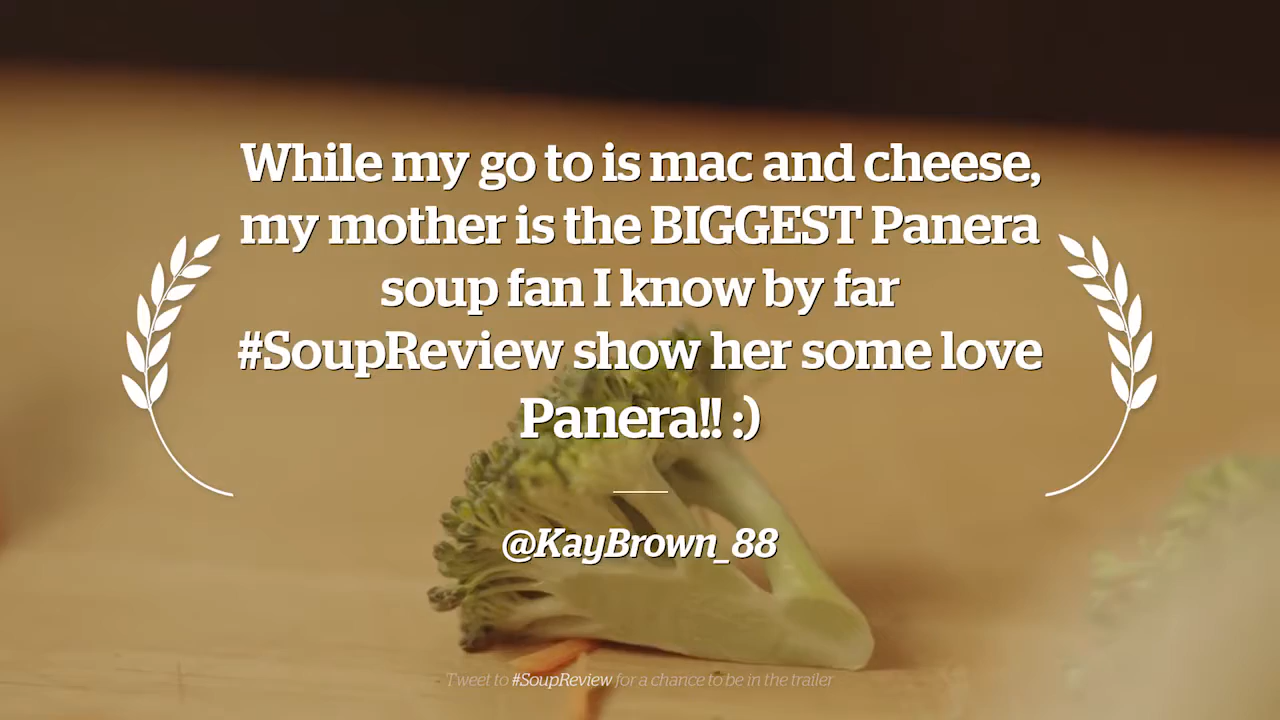 While my go to is mac and cheese,
my mother is the BIGGEST Panera
soup fan I know by far
#SoupReview show her some love
Panera!! :)
@KayBrown_88
Tweet to #SoupReview for a chance to be in the trailer